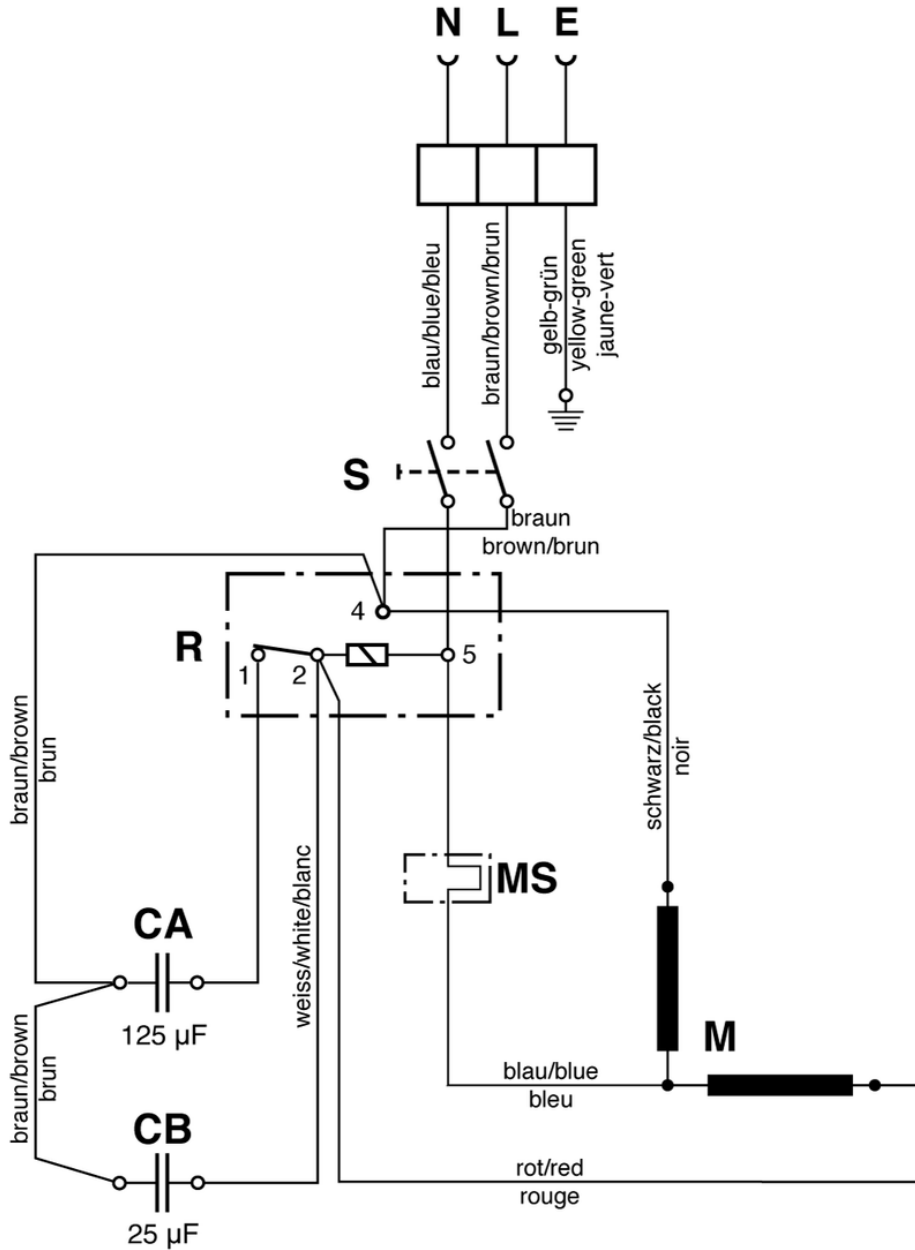 N L E
blau/blue/bleu
braun/brown/brun
gelb-grün
yellow-green
jaune-vert
S
braun
brown/brun
R
4
1
2
5
braun/brown
brun
schwarz/black
noir
weiss/white/blanc
MS
CA
125 µF
M
blau/blue
bleu
braun/brown
brun
CB
25 µF
rot/red
rouge